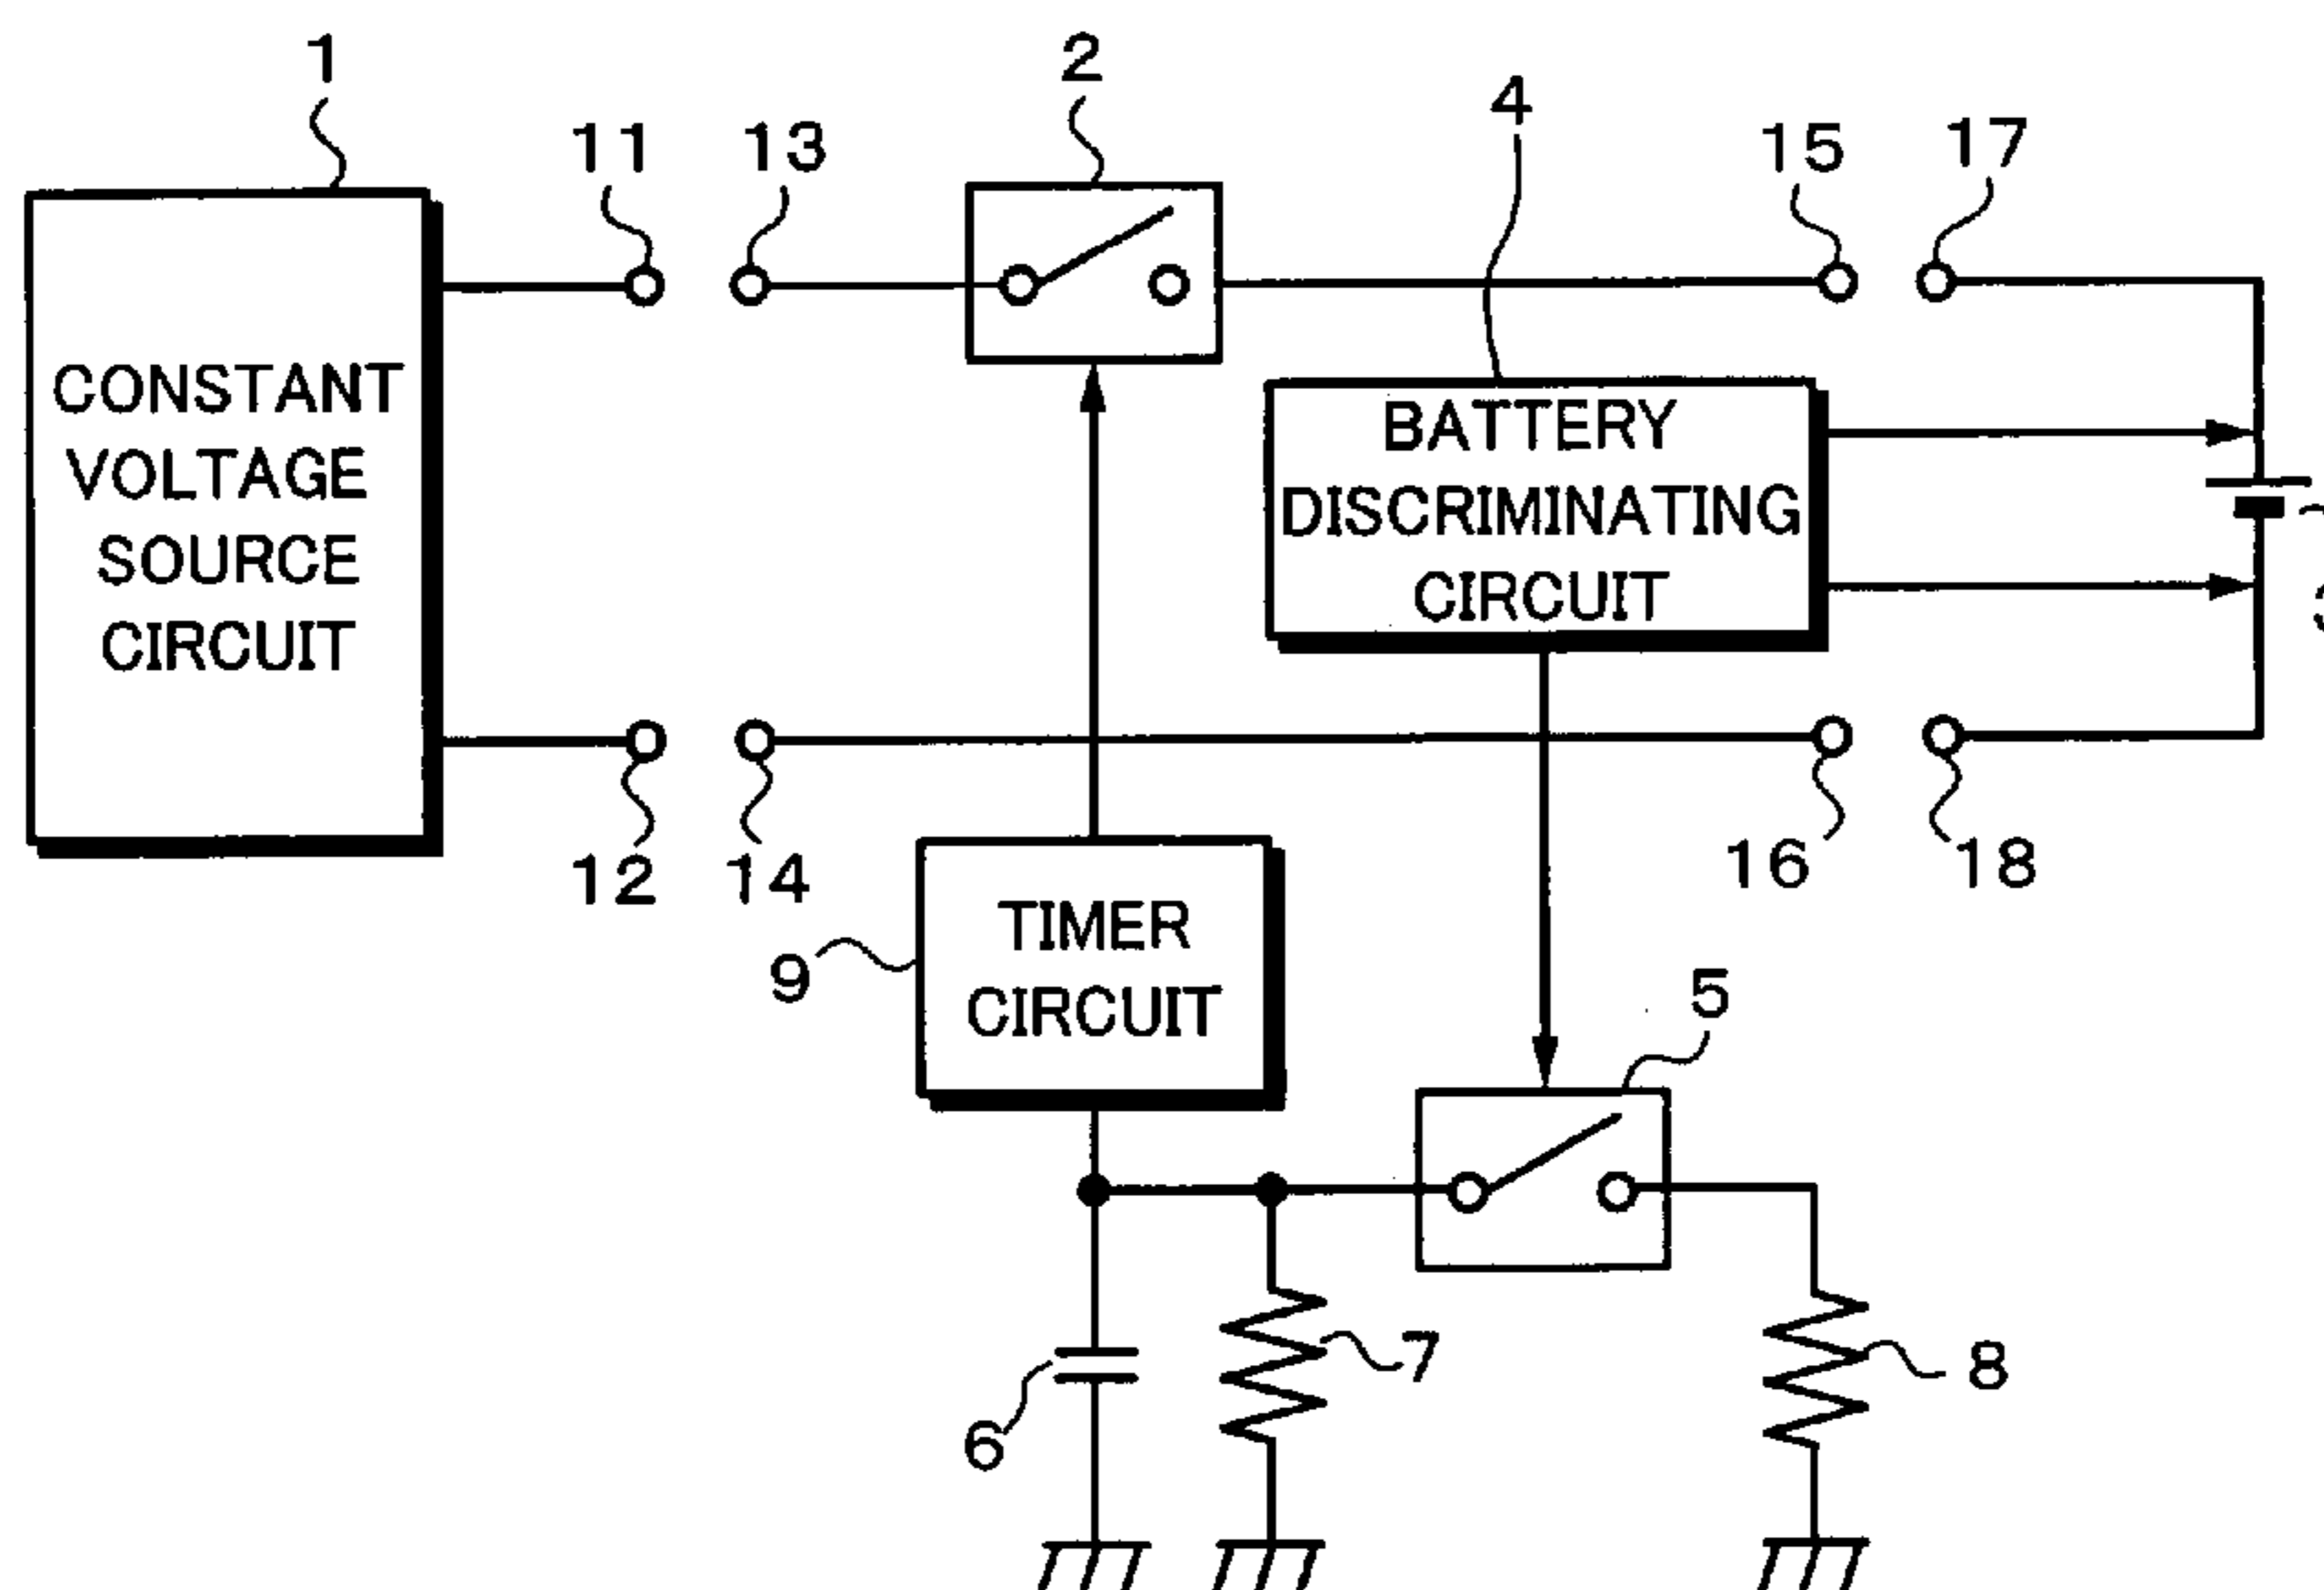 1
2
4
11
13
15
17
CONSTANT
VOLTAGE
SOURCE
CIRCUIT
BATTERY
DISCRIMINATING
CIRCUIT
12
14
16
18
9
TIMER
CIRCUIT
5
6
7
8